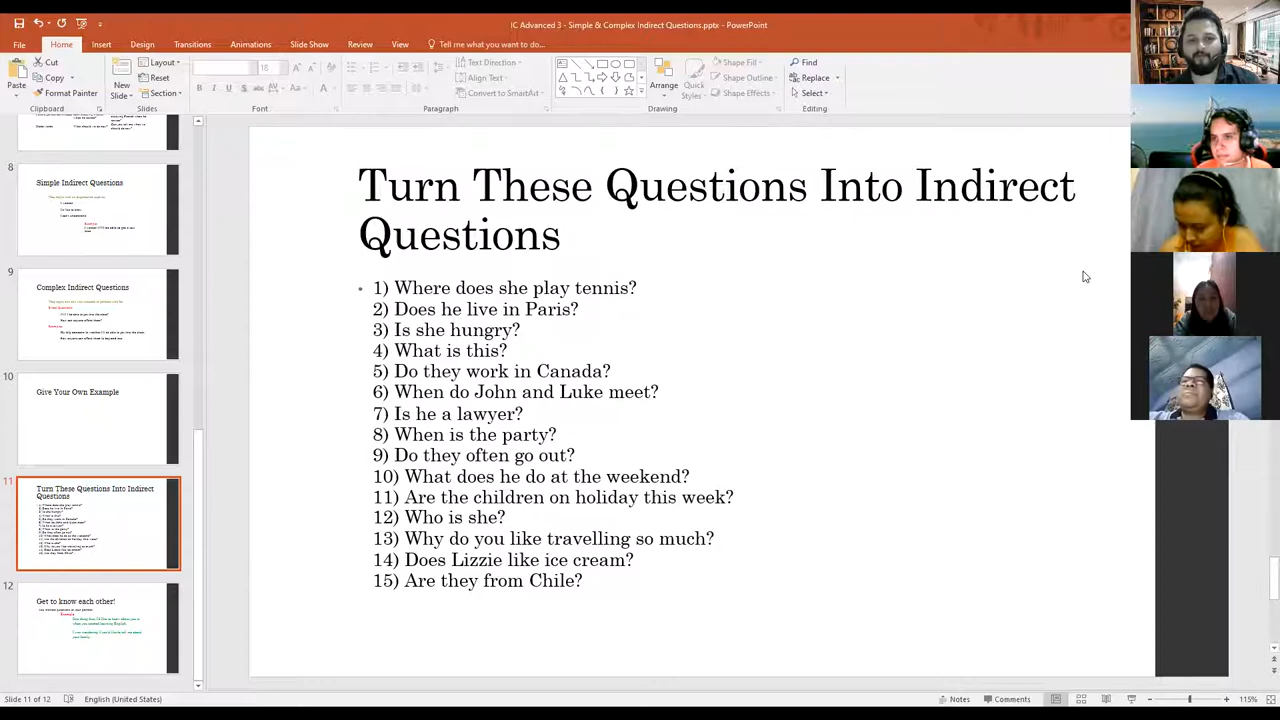 IC Advanced 3 - Simple & Complex Indirect Questions.pptx - PowerPoint
File Home Insert Design Transitions Animations Slide Show Review View Tell me what you want to do...
Paste
Cut
Copy
Format Painter
Clipboard
New
Slide
Layout
Reset
Section
Slides
18
Font
Text Direction
Align Text
Convert to SmartArt
Paragraph
Arrange
Quick
Styles
Shape Fill
Shape Outline
Shape Effects
Drawing
Find
Replace
Select
Editing
8
Simple Indirect Questions
9
Complex Indirect Questions
10
Give Your Own Example
11
Turn These Questions Into Indirect
Questions
12
Get to know each other!
Turn These Questions Into Indirect
Questions
• 1) Where does she play tennis?
2) Does he live in Paris?
3) Is she hungry?
4) What is this?
5) Do they work in Canada?
6) When do John and Luke meet?
7) Is he a lawyer?
8) When is the party?
9) Do they often go out?
10) What does he do at the weekend?
11) Are the children on holiday this week?
12) Who is she?
13) Why do you like travelling so much?
14) Does Lizzie like ice cream?
15) Are they from Chile?
Slide 11 of 12 English (United States) Notes Comments 115%